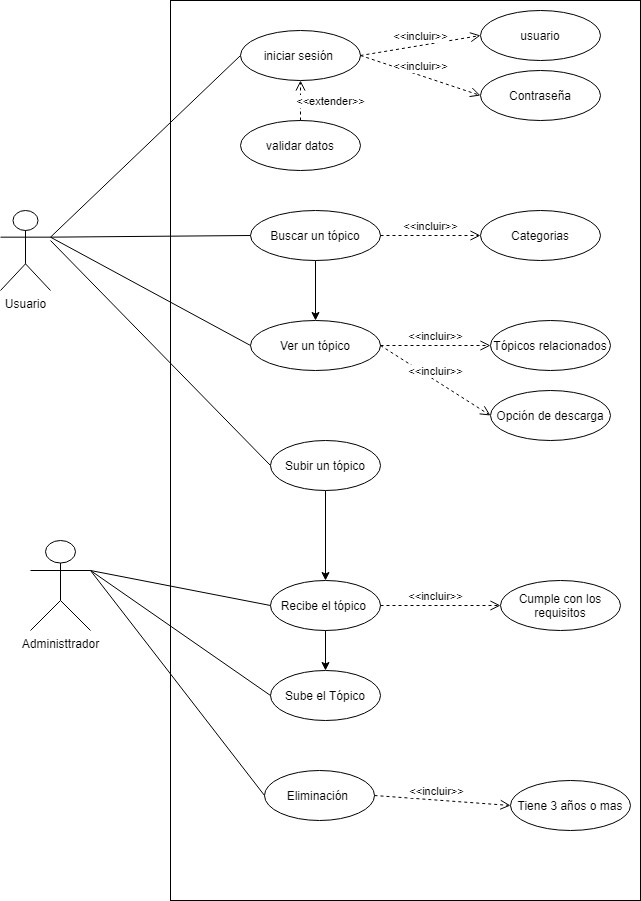 <<incluir>>
usuario
iniciar sesión
<<incluir>>
Contraseña
<<extender>>
validar datos
<<incluir>>
Buscar un tópico
Categorias
Usuario
<<incluir>>
Ver un tópico
Tópicos relacionados
<<incluir>>
Opción de descarga
Subir un tópico
<<incluir>>
Cumple con los
requisitos
Recibe el tópico
Administtrador
Sube el Tópico
<<incluir>>
Eliminación
Tiene 3 años o mas